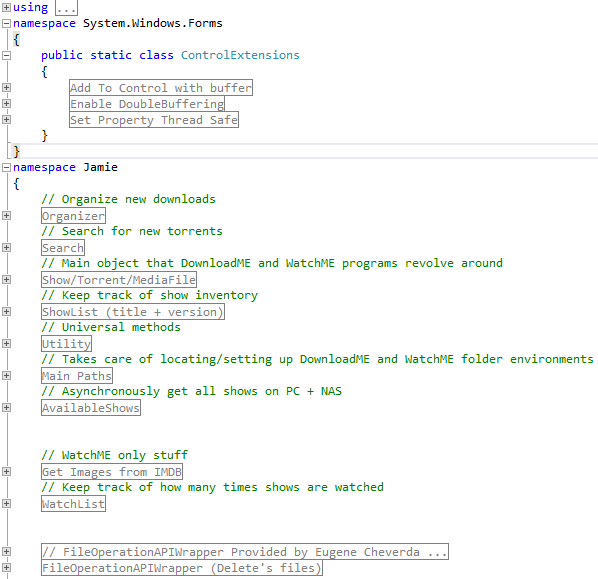 using ...
namespace System.Windows.Forms
{
public static class ControlExtensions
{
Add To Control with buffer
Enable DoubleBuffering
Set Property Thread Safe
}
}
namespace Jamie
{
// Organize new downloads
Organizer
// Search for new torrents
Search
// Main object that DownloadME and WatchME programs revolve around
Show/Torrent/MediaFile
// Keep track of show inventory
ShowList (title + version)
// Universal methods
Utility
// Takes care of locating/setting up DownloadME and WatchME folder environments
Main Paths
// Asynchronously get all shows on PC + NAS
AvailableShows
// WatchME only stuff
Get Images from IMDB
// Keep track of how many times shows are watched
WatchList
// FileOperationAPIWrapper Provided by Eugene Cheverda ...
FileOperationAPIWrapper (Delete's files)